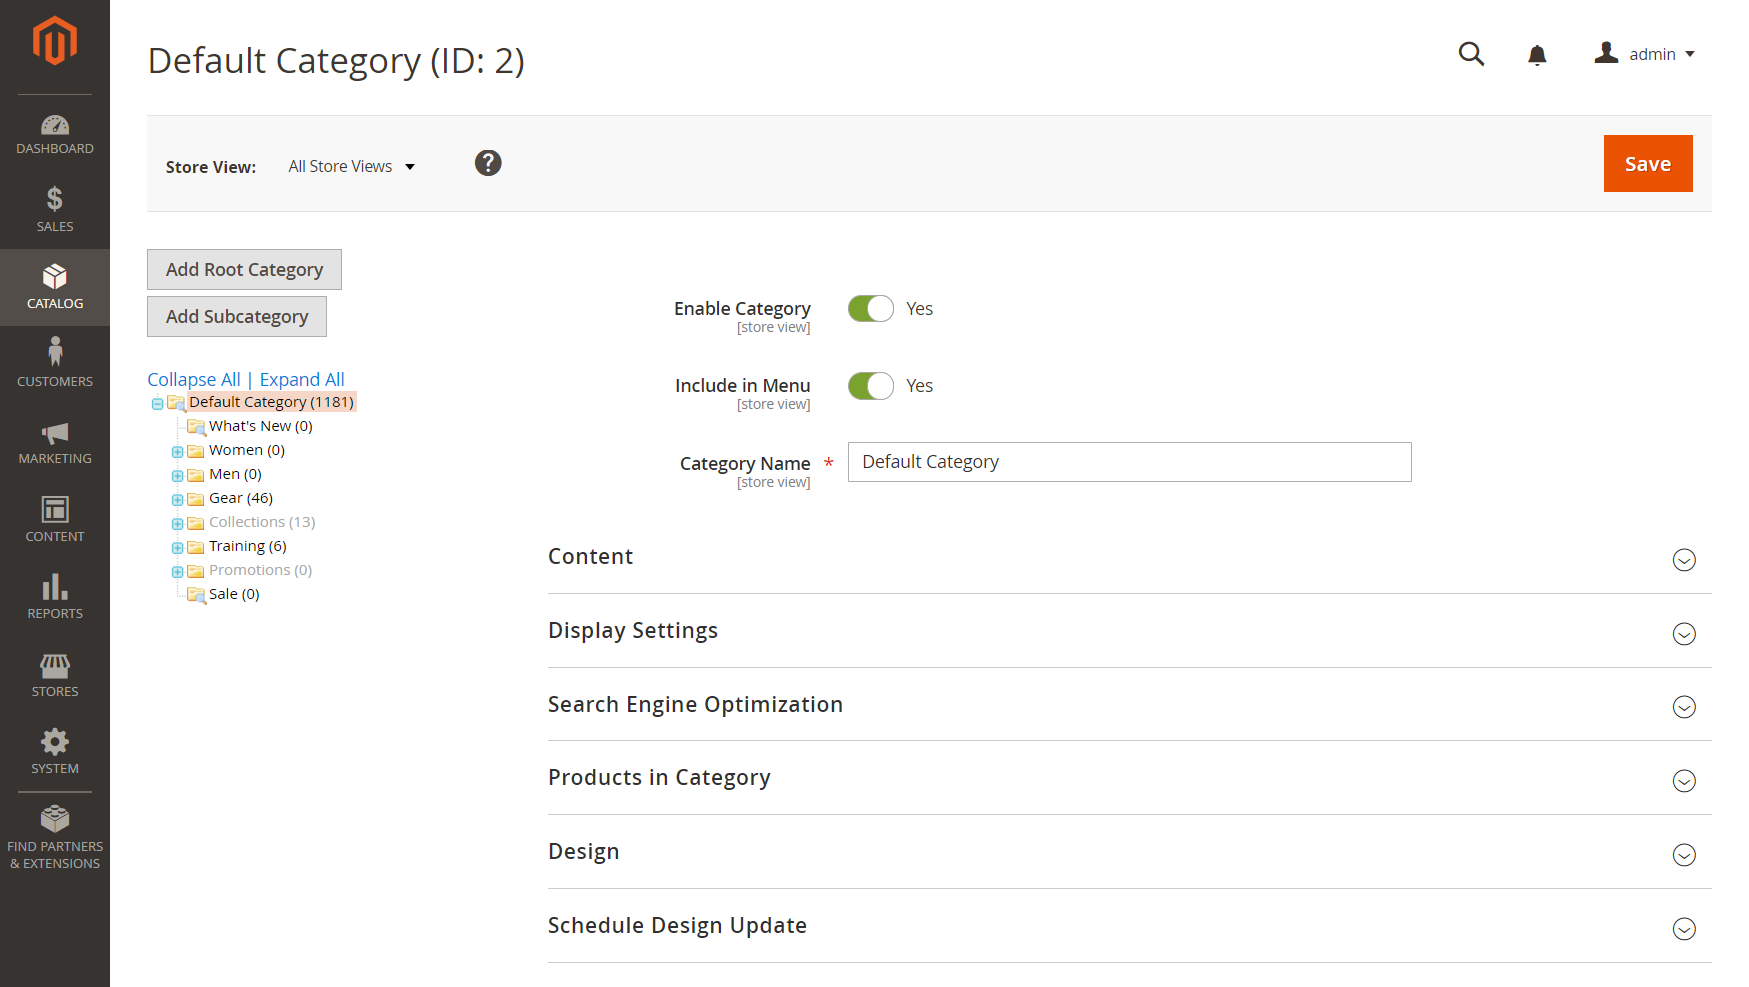 Default Category (ID: 2)
admin
DASHBOARD
SALES
CATALOG
CUSTOMERS
MARKETING
CONTENT
REPORTS
STORES
SYSTEM
FIND PARTNERS
& EXTENSIONS
Store View: All Store Views ?
Save
Add Root Category
Add Subcategory
Collapse All | Expand All
Default Category (1181)
What's New (0)
Women (0)
Men (0)
Gear (46)
Collections (13)
Training (6)
Promotions (0)
Sale (0)
Enable Category Yes
[store view]
Include in Menu Yes
[store view]
Category Name * Default Category
[store view]
Content
Display Settings
Search Engine Optimization
Products in Category
Design
Schedule Design Update